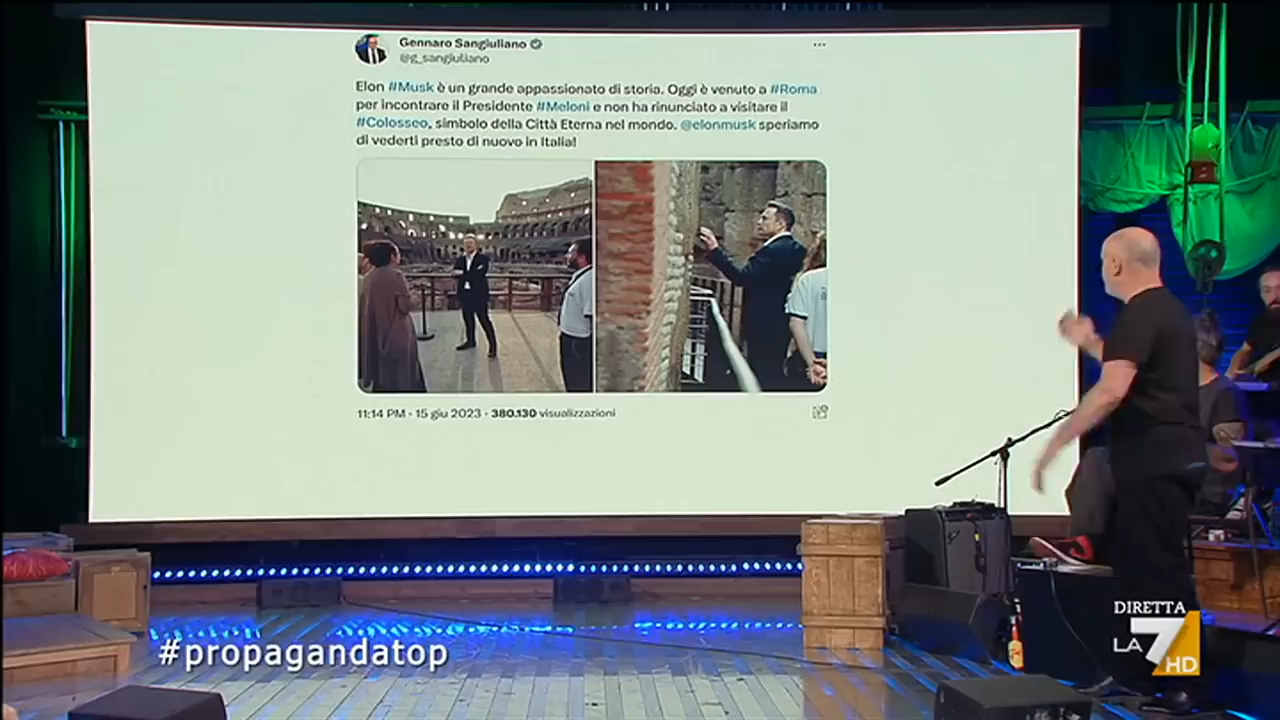 Gennaro Sangiuliano
@g_sangiuliano
Elon #Musk è un grande appassionato di storia. Oggi è venuto a #Roma
per incontrare il Presidente #Meloni e non ha rinunciato a visitare il
#Colosseo, simbolo della Città Eterna nel mondo. @elonmusk speriamo
di vederti presto di nuovo in Italia!
11:14 PM · 15 giu 2023 · 380.130 visualizzazioni
#propagandatop
DIRETTA
LA 7
HD